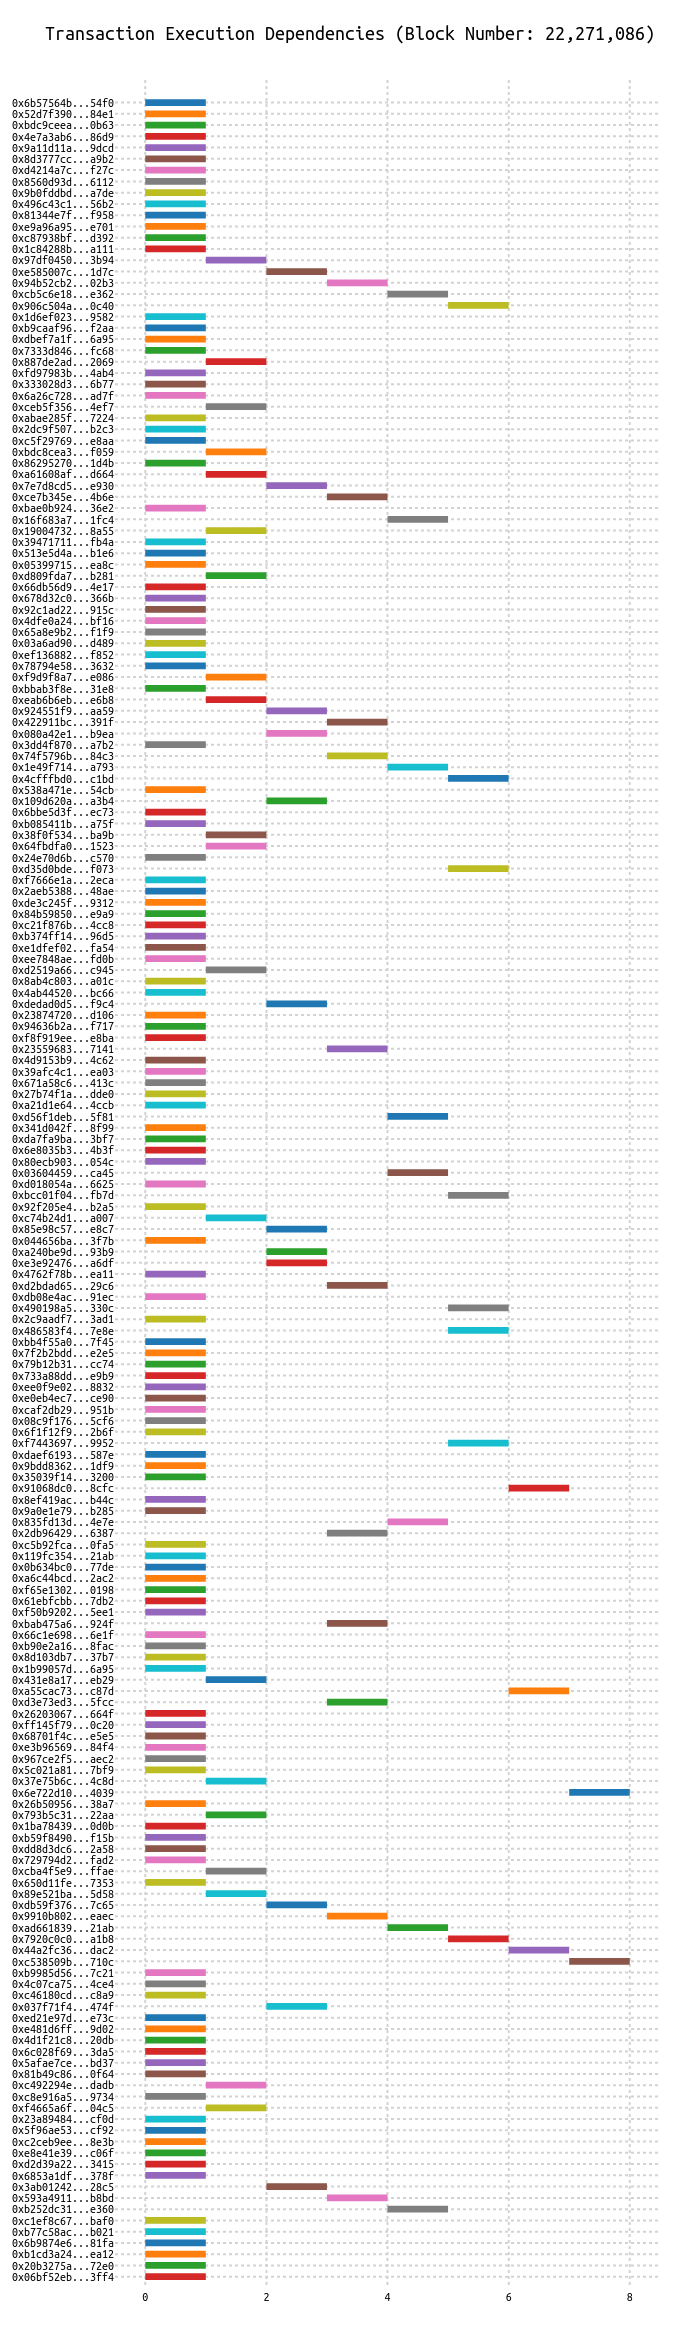 Transaction Execution Dependencies (Block Number: 22,271,086)
0x6b57564b...54f0
0x52d7f390...84e1
0xbdc9ceea...0b63
0x4e7a3ab6...86d9
0x9a11d11a...9dcd
0x8d3777cc...a9b2
0xd4214a7c...f27c
0x8560d93d...6112
0x9b0fddbd...a7de
0x496c43c1...56b2
0x81344e7f...f958
0xe9a96a95...e701
0xc87938bf...d392
0x1c84288b...a111
0x97df0450...3b94
0xe585007c...1d7c
0x94b52cb2...02b3
0xcb5c6e18...e362
0x906c504a...0c40
0x1d6ef023...9582
0xb9caaf96...f2aa
0xdbef7a1f...6a95
0x7333d846...fc68
0x887de2ad...2069
0xfd97983b...4ab4
0x333028d3...6b77
0x6a26c728...ad7f
0xceb5f356...4ef7
0xabae285f...7224
0x2dc9f507...b2c3
0xc5f29769...e8aa
0xbdc8cea3...f059
0x86295270...1d4b
0xa61608af...d664
0x7e7d8cd5...e930
0xce7b345e...4b6e
0xbae0b924...36e2
0x16f683a7...1fc4
0x19004732...8a55
0x39471711...fb4a
0x513e5d4a...b1e6
0x05399715...ea8c
0xd809fda7...b281
0x66db56d9...4e17
0x678d32c0...366b
0x92c1ad22...915c
0x4dfe0a24...bf16
0x65a8e9b2...f1f9
0x03a6ad90...d489
0xef136882...f852
0x78794e58...3632
0xf9d9f8a7...e086
0xbbab3f8e...31e8
0xeab6b6eb...e6b8
0x924551f9...aa59
0x422911bc...391f
0x080a42e1...b9ea
0x3dd4f870...a7b2
0x74f5796b...84c3
0x1e49f714...a793
0x4cfffbd0...c1bd
0x538a471e...54cb
0x109d620a...a3b4
0x6bbe5d3f...ec73
0xb085411b...a75f
0x38f0f534...ba9b
0x64fbdfa0...1523
0x24e70d6b...c570
0xd35d0bde...f073
0xf7666e1a...2eca
0x2aeb5388...48ae
0xde3c245f...9312
0x84b59850...e9a9
0xc21f876b...4cc8
0xb374ff14...96d5
0xe1dfef02...fa54
0xee7848ae...fd0b
0xd2519a66...c945
0x8ab4c803...a01c
0x4ab44520...bc66
0xdedad0d5...f9c4
0x23874720...d106
0x94636b2a...f717
0xf8f919ee...e8ba
0x23559683...7141
0x4d9153b9...4c62
0x39afc4c1...ea03
0x671a58c6...413c
0x27b74f1a...dde0
0xa21d1e64...4ccb
0xd56f1deb...5f81
0x341d042f...8f99
0xda7fa9ba...3bf7
0x6e8035b3...4b3f
0x80ecb903...054c
0x03604459...ca45
0xd018054a...6625
0xbcc01f04...fb7d
0x92f205e4...b2a5
0xc74b24d1...a007
0x85e98c57...e8c7
0x044656ba...3f7b
0xa240be9d...93b9
0xe3e92476...a6df
0x4762f78b...ea11
0xd2bdad65...29c6
0xdb08e4ac...91ec
0x490198a5...330c
0x2c9aadf7...3ad1
0x486583f4...7e8e
0xbb4f55a0...7f45
0x7f2b2bdd...e2e5
0x79b12b31...cc74
0x733a88dd...e9b9
0xee0f9e02...8832
0xe0eb4ec7...ce90
0xcaf2db29...951b
0x08c9f176...5cf6
0x6f1f12f9...2b6f
0xf7443697...9952
0xdaef6193...587e
0x9bdd8362...1df9
0x35039f14...3200
0x91068dc0...8cfc
0x8ef419ac...b44c
0x9a0e1e79...b285
0x835fd13d...4e7e
0x2db96429...6387
0xc5b92fca...0fa5
0x119fc354...21ab
0x0b634bc0...77de
0xa6c44bcd...2ac2
0xf65e1302...0198
0x61ebfcbb...7db2
0xf50b9202...5ee1
0xbab475a6...924f
0x66c1e698...6e1f
0xb90e2a16...8fac
0x8d103db7...37b7
0x1b99057d...6a95
0x431e8a17...eb29
0xa55cac73...c87d
0xd3e73ed3...5fcc
0x26203067...664f
0xff145f79...0c20
0x68701f4c...e5e5
0xe3b96569...84f4
0x967ce2f5...aec2
0x5c021a81...7bf9
0x37e75b6c...4c8d
0x6e722d10...4039
0x26b50956...38a7
0x793b5c31...22aa
0x1ba78439...0d0b
0xb59f8490...f15b
0xdd8d3dc6...2a58
0x729794d2...fad2
0xcba4f5e9...ffae
0x650d11fe...7353
0x89e521ba...5d58
0xdb59f376...7c65
0x9910b802...eaec
0xad661839...21ab
0x7920c0c0...a1b8
0x44a2fc36...dac2
0xc538509b...710c
0xb9985d56...7c21
0x4c07ca75...4ce4
0xc46180cd...c8a9
0x037f71f4...474f
0xed21e97d...e73c
0xe481d6ff...9d02
0x4d1f21c8...20db
0x6c028f69...3da5
0x5afae7ce...bd37
0x81b49c86...0f64
0xc492294e...dadb
0xc8e916a5...9734
0xf4665a6f...04c5
0x23a89484...cf0d
0x5f96ae53...cf92
0xc2ceb9ee...8e3b
0xe8e41e39...c06f
0xd2d39a22...3415
0x6853a1df...378f
0x3ab01242...28c5
0x593a4911...b8bd
0xb252dc31...e360
0xc1ef8c67...baf0
0xb77c58ac...b021
0x6b9874e6...81fa
0xb1cd3a24...ea12
0x20b3275a...72e0
0x06bf52eb...3ff4
0 2 4 6 8